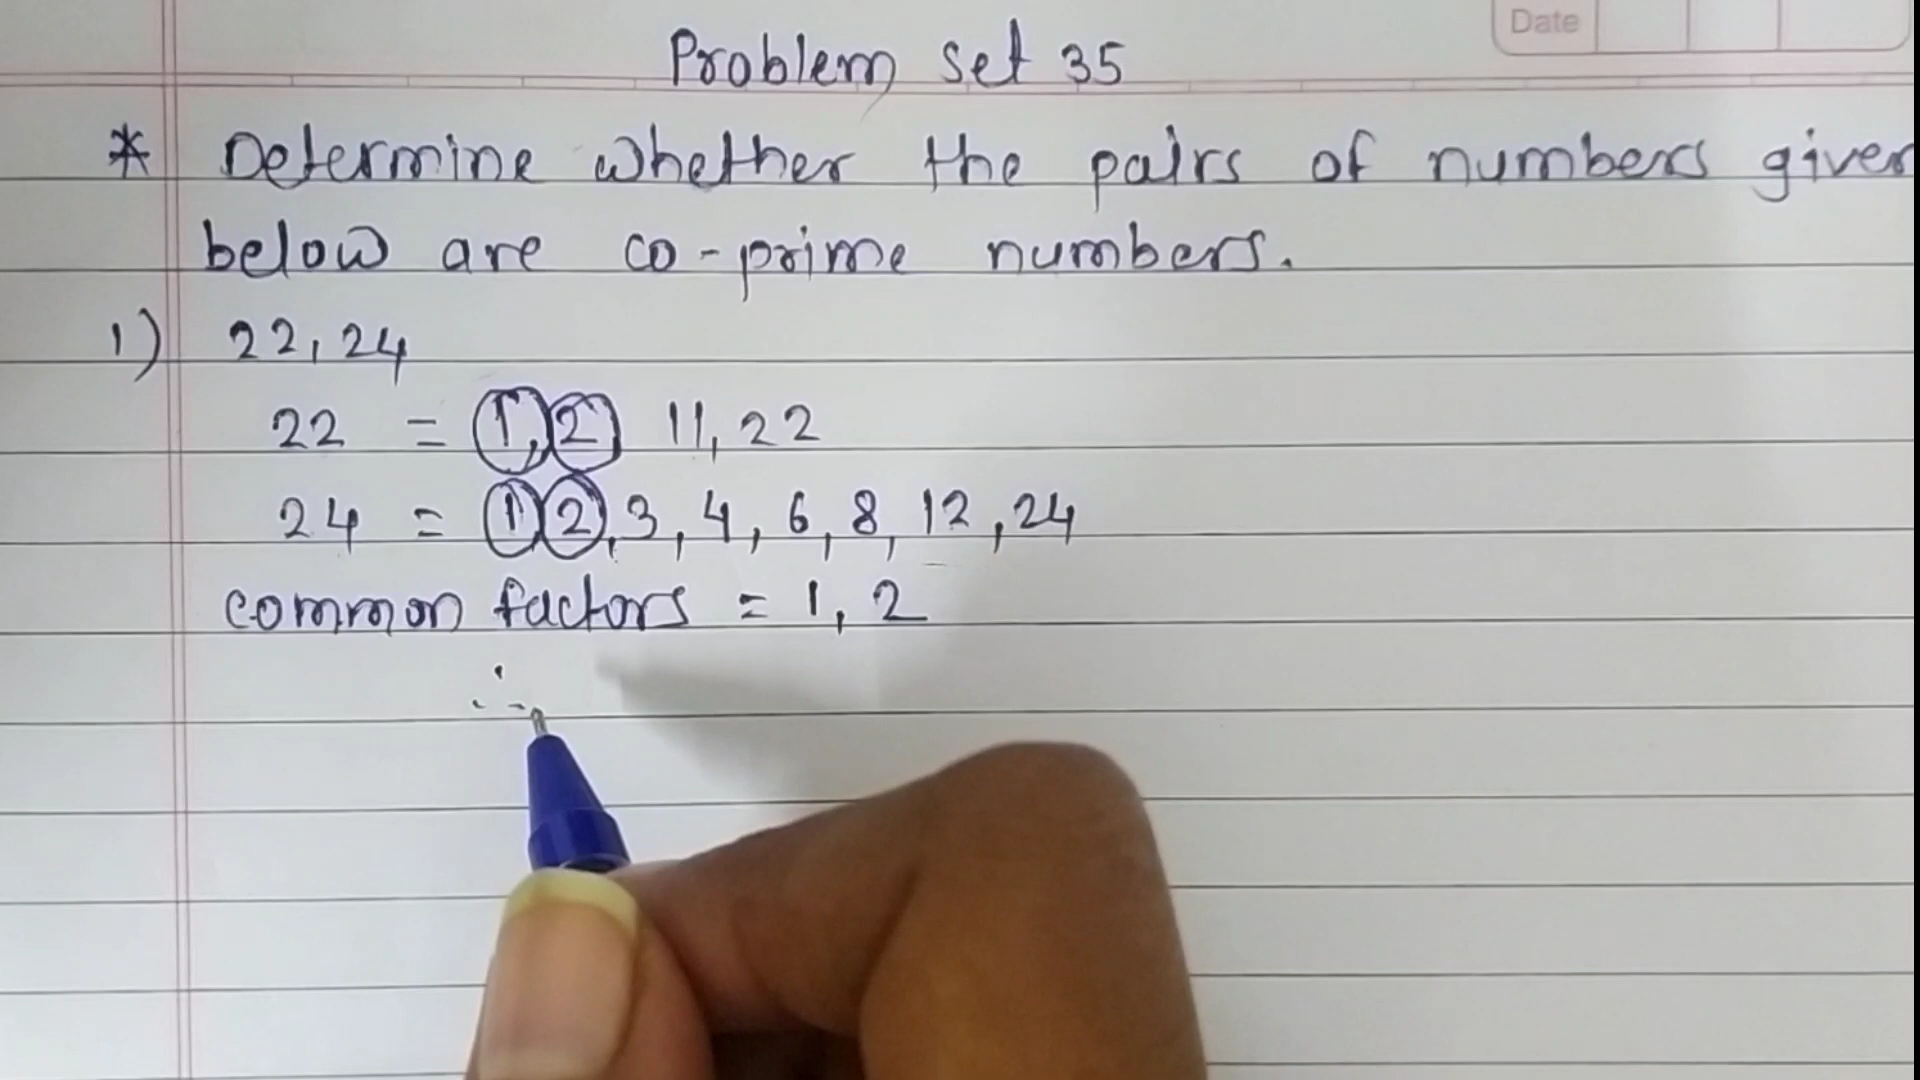 Date
Problem Set 35
* Determine whether the pairs of numbers given
below are co-prime numbers.
1) 22, 24
22 = 1, 2 11, 22
24 = 1 2, 3, 4, 6, 8, 12, 24
common factors = 1, 2
∴